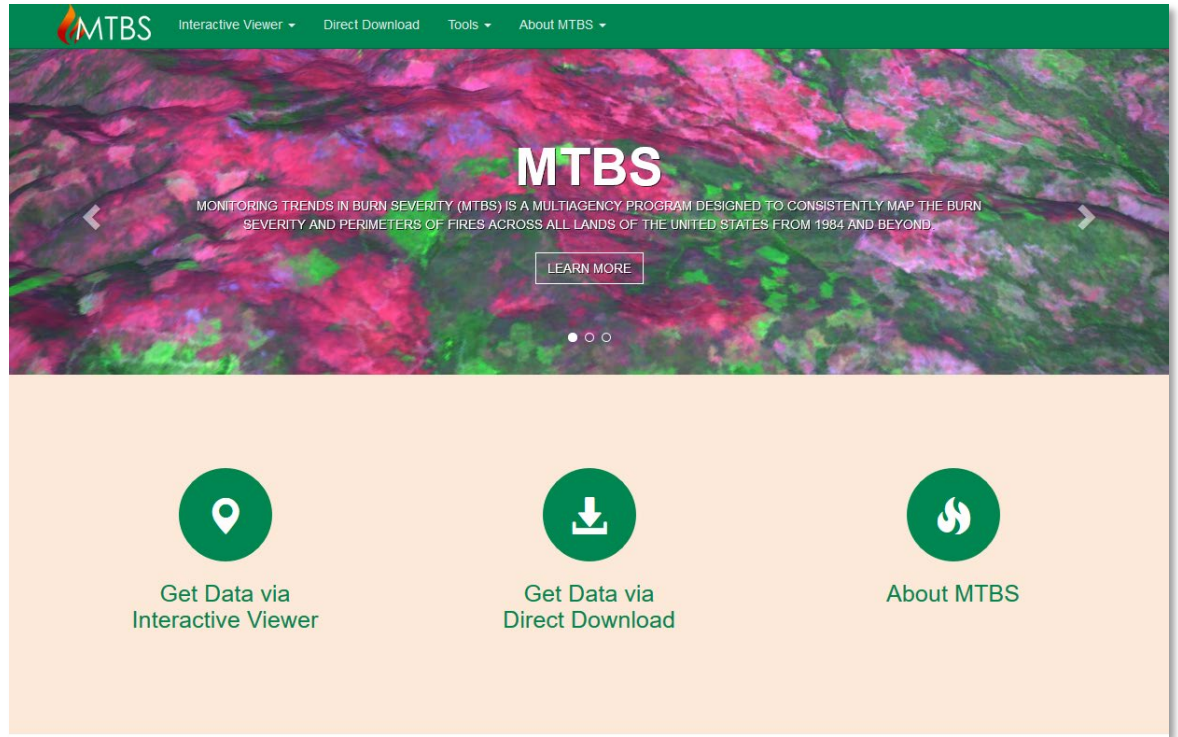 MTBS
Interactive Viewer
Direct Download
Tools
About MTBS
MTBS
MONITORING TRENDS IN BURN SEVERITY (MTBS) IS A MULTIAGENCY PROGRAM DESIGNED TO CONSISTENTLY MAP THE BURN
SEVERITY AND PERIMETERS OF FIRES ACROSS ALL LANDS OF THE UNITED STATES FROM 1984 AND BEYOND.
LEARN MORE
Get Data via
Interactive Viewer
Get Data via
Direct Download
About MTBS